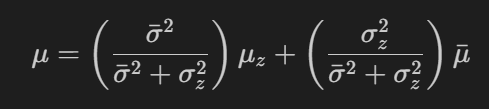 μ = ( σ̄² / (σ̄² + σ_z²) ) μ_z + ( σ_z² / (σ̄² + σ_z²) ) μ̄